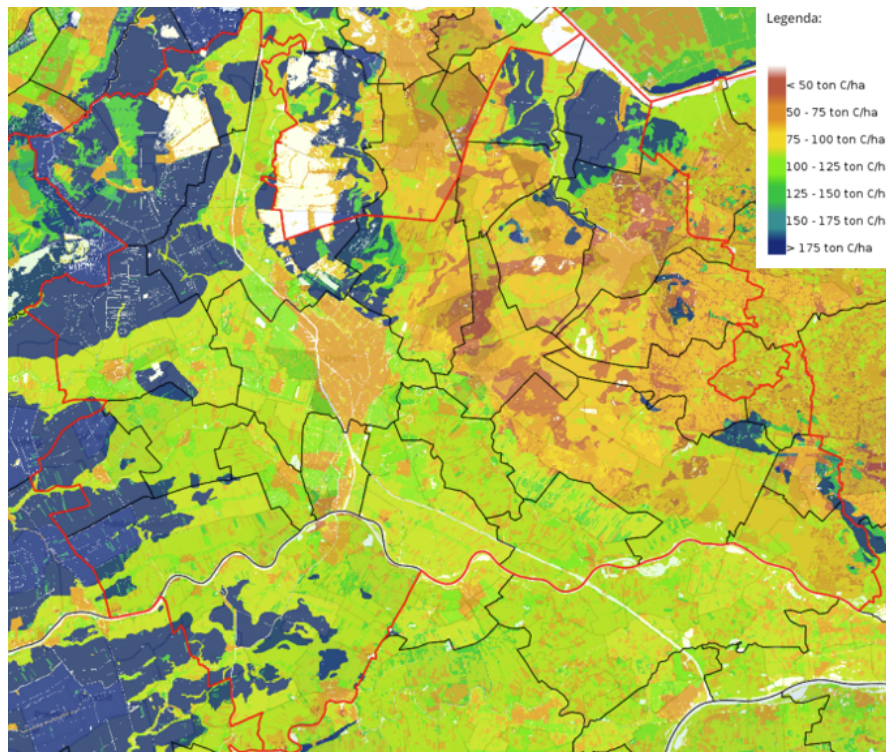 Legenda:
< 50 ton C/ha
50 - 75 ton C/ha
75 - 100 ton C/ha
100 - 125 ton C/h
125 - 150 ton C/h
150 - 175 ton C/h
> 175 ton C/ha